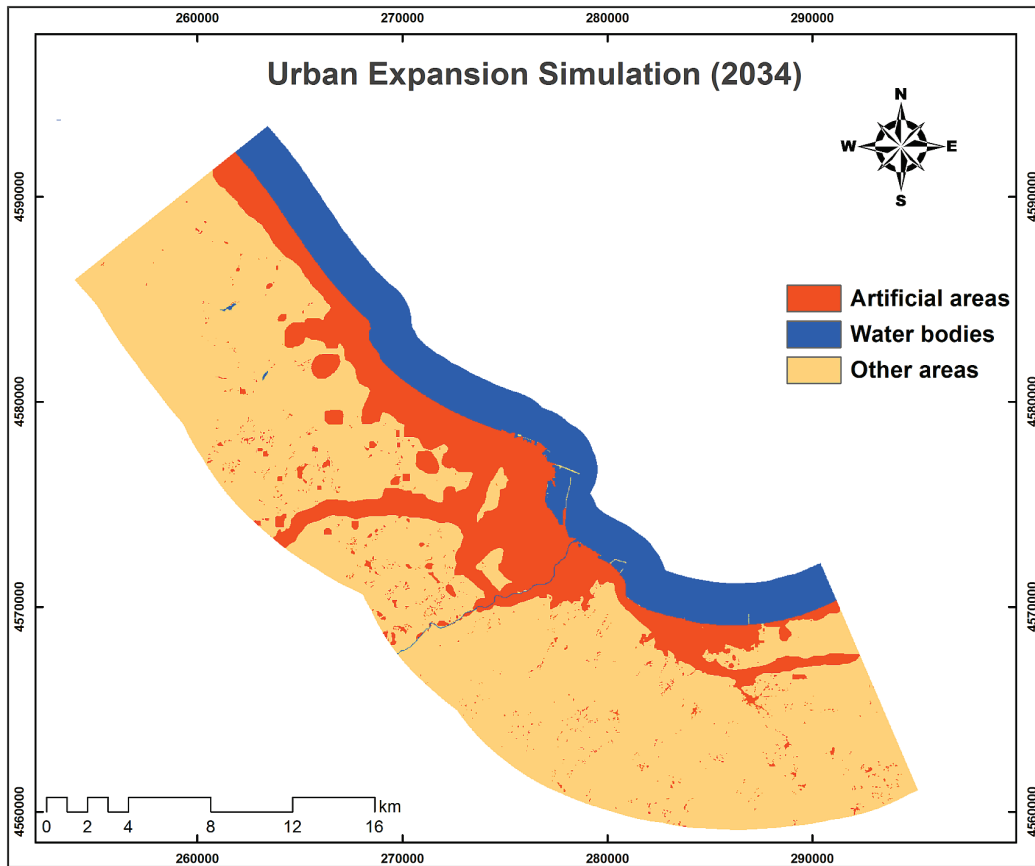 260000 270000 280000 290000
Urban Expansion Simulation (2034)
N
W E
S
4590000 4590000
Artificial areas
Water bodies
Other areas
4580000 4580000
4570000 4570000
km
0 2 4 8 12 16
4560000 4560000
260000 270000 280000 290000